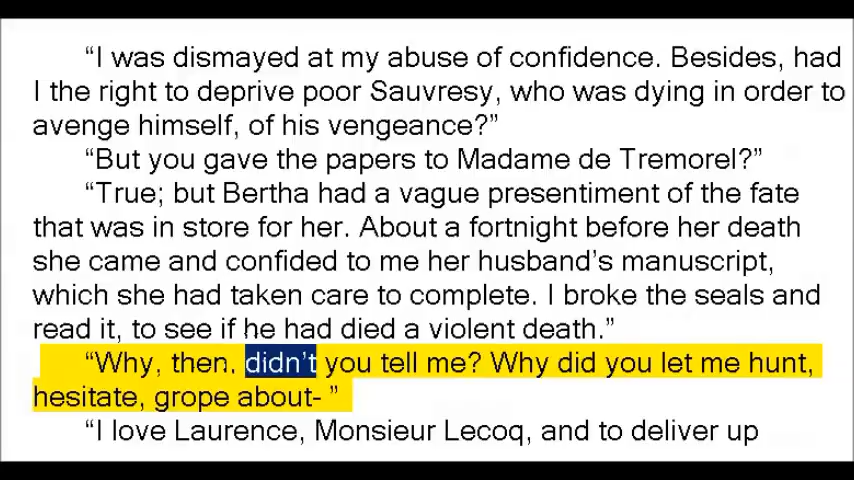 “I was dismayed at my abuse of confidence. Besides, had
I the right to deprive poor Sauvresy, who was dying in order to
avenge himself, of his vengeance?”
“But you gave the papers to Madame de Tremorel?”
“True; but Bertha had a vague presentiment of the fate
that was in store for her. About a fortnight before her death
she came and confided to me her husband’s manuscript,
which she had taken care to complete. I broke the seals and
read it, to see if he had died a violent death.”
“Why, then, didn’t you tell me? Why did you let me hunt,
hesitate, grope about- ”
“I love Laurence, Monsieur Lecoq, and to deliver up